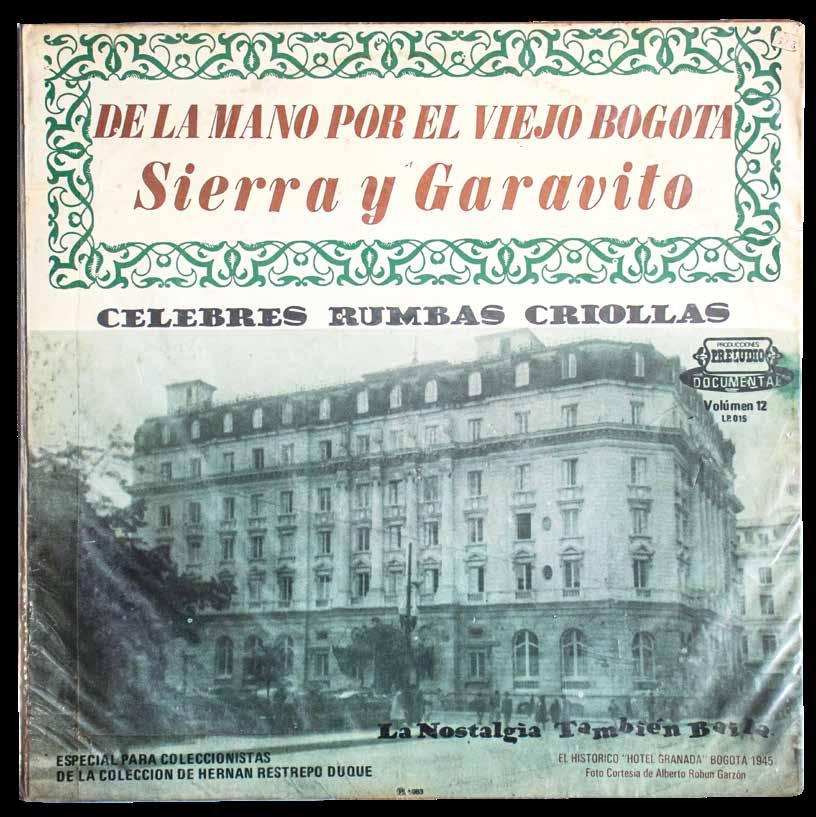 DE LA MANO POR EL VIEJO BOGOTA
Sierra y Garavito
CELEBRES RUMBAS CRIOLLAS
PRODUCCIONES
PRELUDIO
DOCUMENTAL
Volúmen 12
LP. 015
La Nostalgia También Baila
ESPECIAL PARA COLECCIONISTAS
DE LA COLECCION DE HERNAN RESTREPO DUQUE
EL HISTORICO "HOTEL GRANADA" BOGOTA 1945
Foto Cortesia de Alberto Robun Garzón
℗ 1983